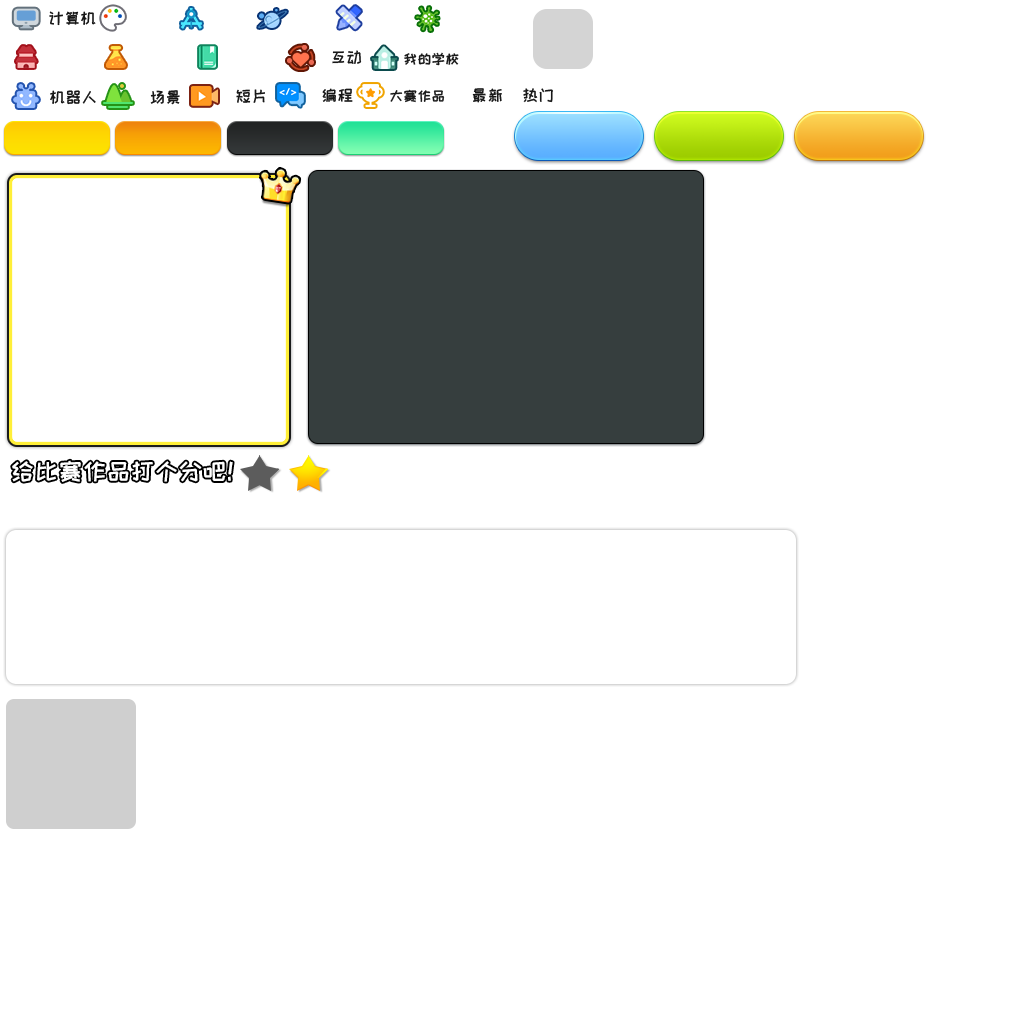 计算机
互动 我的学校
机器人 场景 短片 编程 大赛作品 最新 热门
给比赛作品打个分吧!